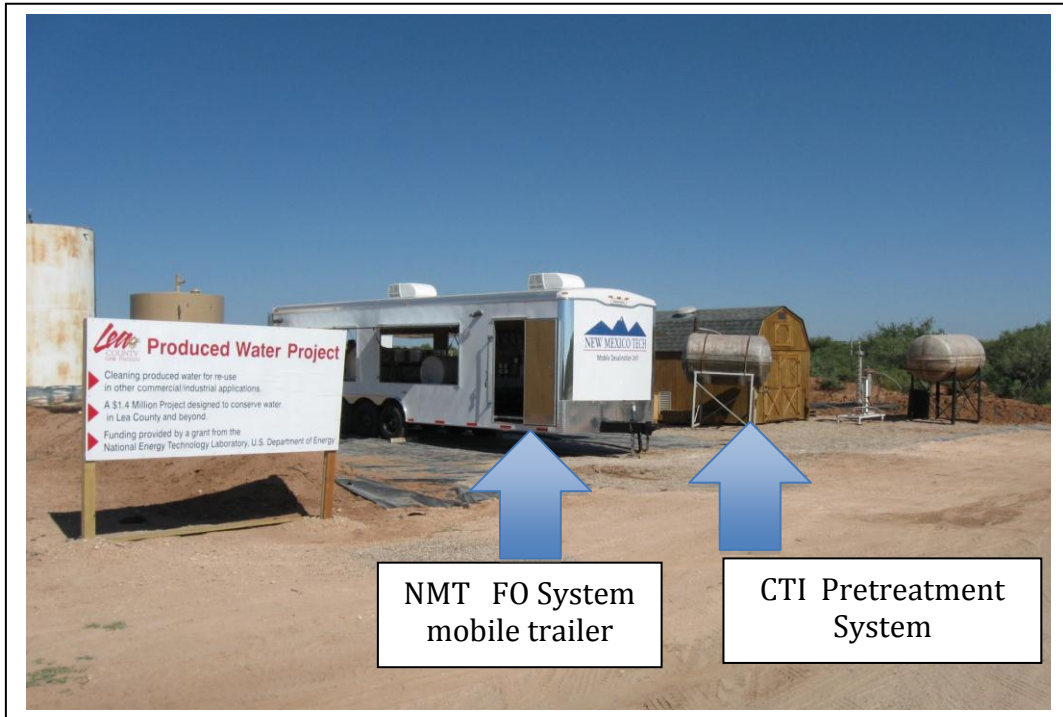 Lea
COUNTY
Produced Water Project
Cleaning produced water for re-use
in other commercial/industrial applications.
A $1.4 Million Project designed to conserve water
in Lea County and beyond.
Funding provided by a grant from the
National Energy Technology Laboratory, U.S. Department of Energy
NEW MEXICO TECH
Mobile Desalination Unit
NMT FO System
mobile trailer
CTI Pretreatment
System